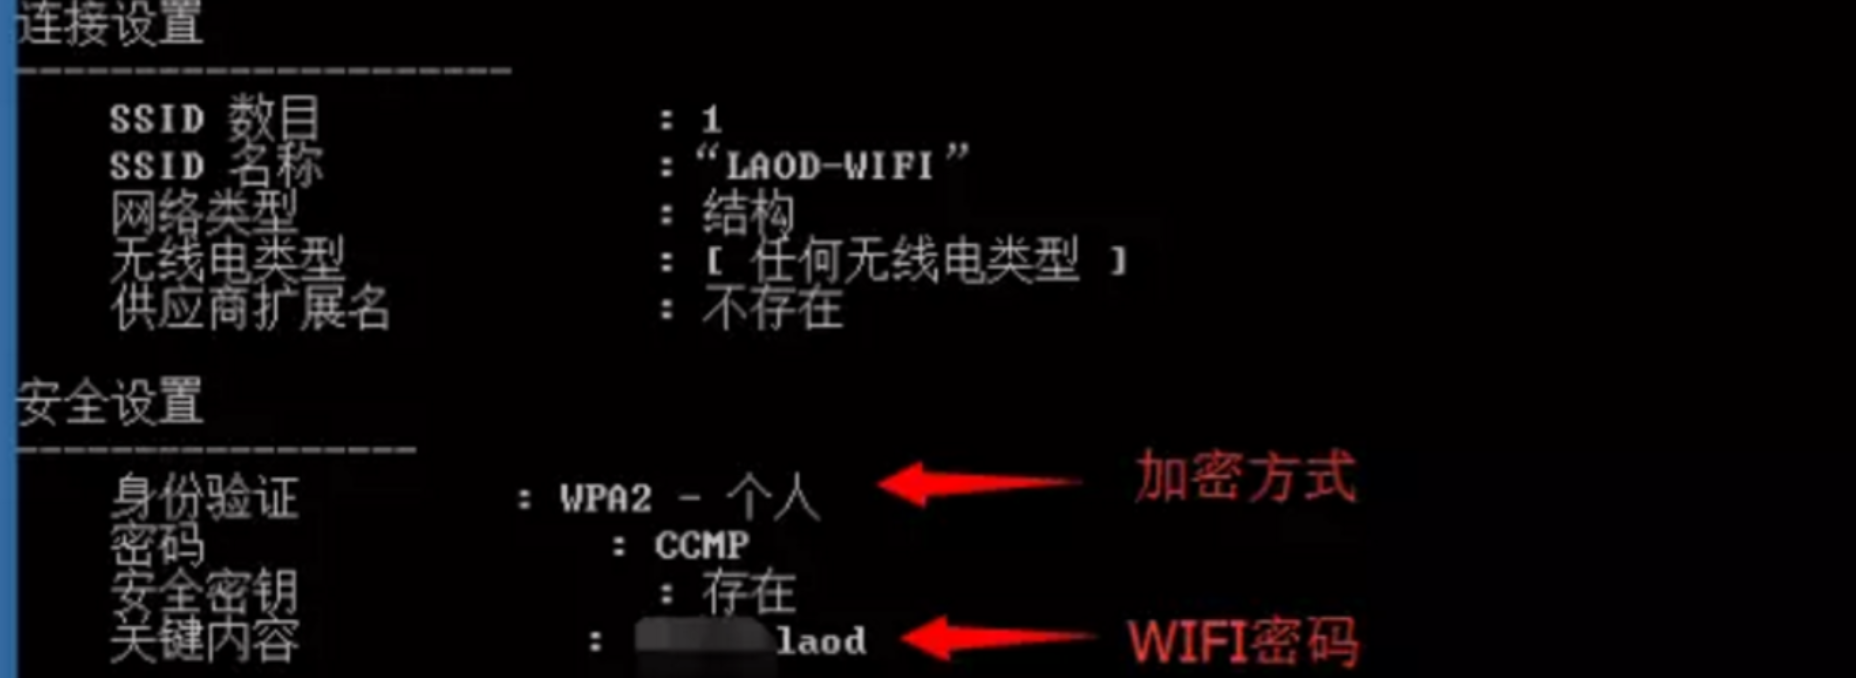 连接设置
---------------------
SSID 数目 : 1
SSID 名称 :“LAOD-WIFI”
网络类型 : 结构
无线电类型 : [ 任何无线电类型 ]
供应商扩展名 : 不存在
安全设置
-----------------
身份验证 : WPA2 - 个人 加密方式
密码 : CCMP
安全密钥 : 存在
关键内容 : laod WIFI密码